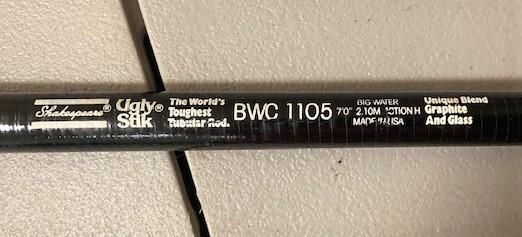 Shakespeare®
Ugly®
Stik
The World's
Toughest
Tubular Rod.
BWC 1105
7'0"
BIG WATER
2.10M ACTION H
MADE IN USA
Unique Blend
Graphite
And Glass